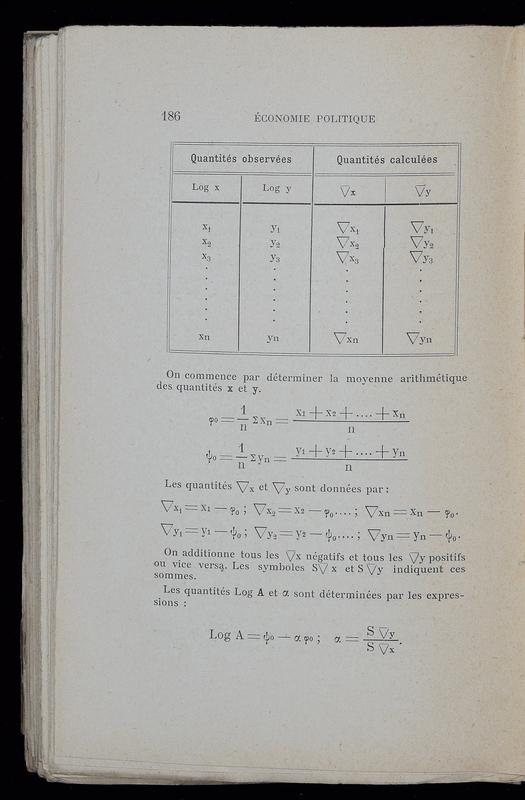 186 ÉCONOMIE POLITIQUE
Quantités observées Quantités calculées
Log x Log y ▽x ▽y
x₁ y₁ ▽x₁ ▽y₁
x₂ y₂ ▽x₂ ▽y₂
x₃ y₃ ▽x₃ ▽y₃
. . . .
. . . .
. . . .
. . . .
. . . .
. . . .
xn yn ▽xn ▽yn
On commence par déterminer la moyenne arithmétique
des quantités x et y.
φ₀ = 1/n Σxn = (x₁ + x₂ + .... + xn)/n
ψ₀ = 1/n Σyn = (y₁ + y₂ + .... + yn)/n
Les quantités ▽x et ▽y sont données par :
▽x₁ = x₁ — φ₀ ; ▽x₂ = x₂ — φ₀.... ; ▽xn = xn — φ₀.
▽y₁ = y₁ — ψ₀ ; ▽y₂ = y₂ — ψ₀.... ; ▽yn = yn — ψ₀.
On additionne tous les ▽x négatifs et tous les ▽y positifs
ou vice versa. Les symboles S▽x et S▽y indiquent ces
sommes.
Les quantités Log A et α sont déterminées par les expres-
sions :
Log A = ψ₀ — α φ₀ ; α = S ▽y / S ▽x.